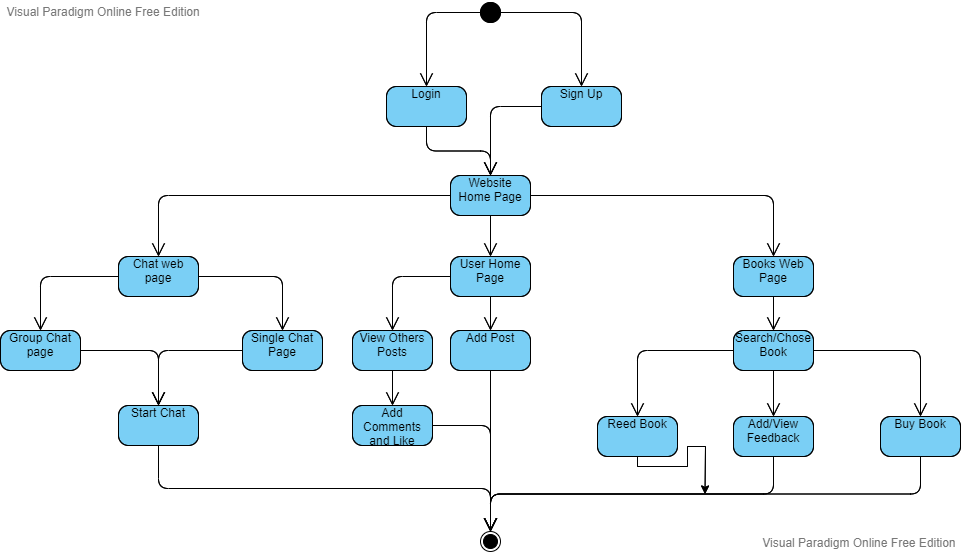 Visual Paradigm Online Free Edition
Login
Sign Up
Website
Home Page
Chat web
page
User Home
Page
Books Web
Page
Group Chat
page
Single Chat
Page
View Others
Posts
Add Post
Search/Chose
Book
Start Chat
Add
Comments
and Like
Reed Book
Add/View
Feedback
Buy Book
Visual Paradigm Online Free Edition